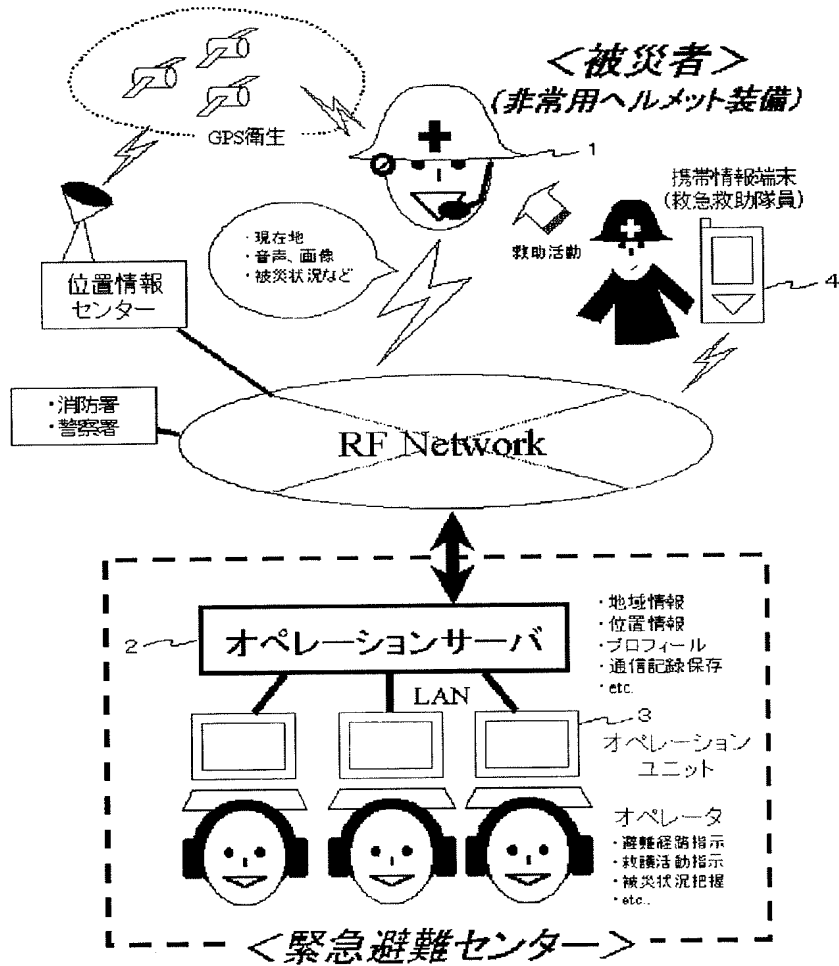 ＜被災者＞
(非常用ヘルメット装備)
GPS衛生
1
携帯情報端末
(救急救助隊員)
・現在地
・音声、画像
・被災状況など
救助活動
4
位置情報
センター
・消防署
・警察署
RF Network
2
オペレーションサーバ
・地域情報
・位置情報
・プロフィール
・通信記録保存
・etc.
LAN
3
オペレーション
ユニット
オペレータ
・避難経路指示
・救護活動指示
・被災状況把握
・etc..
＜緊急避難センター＞